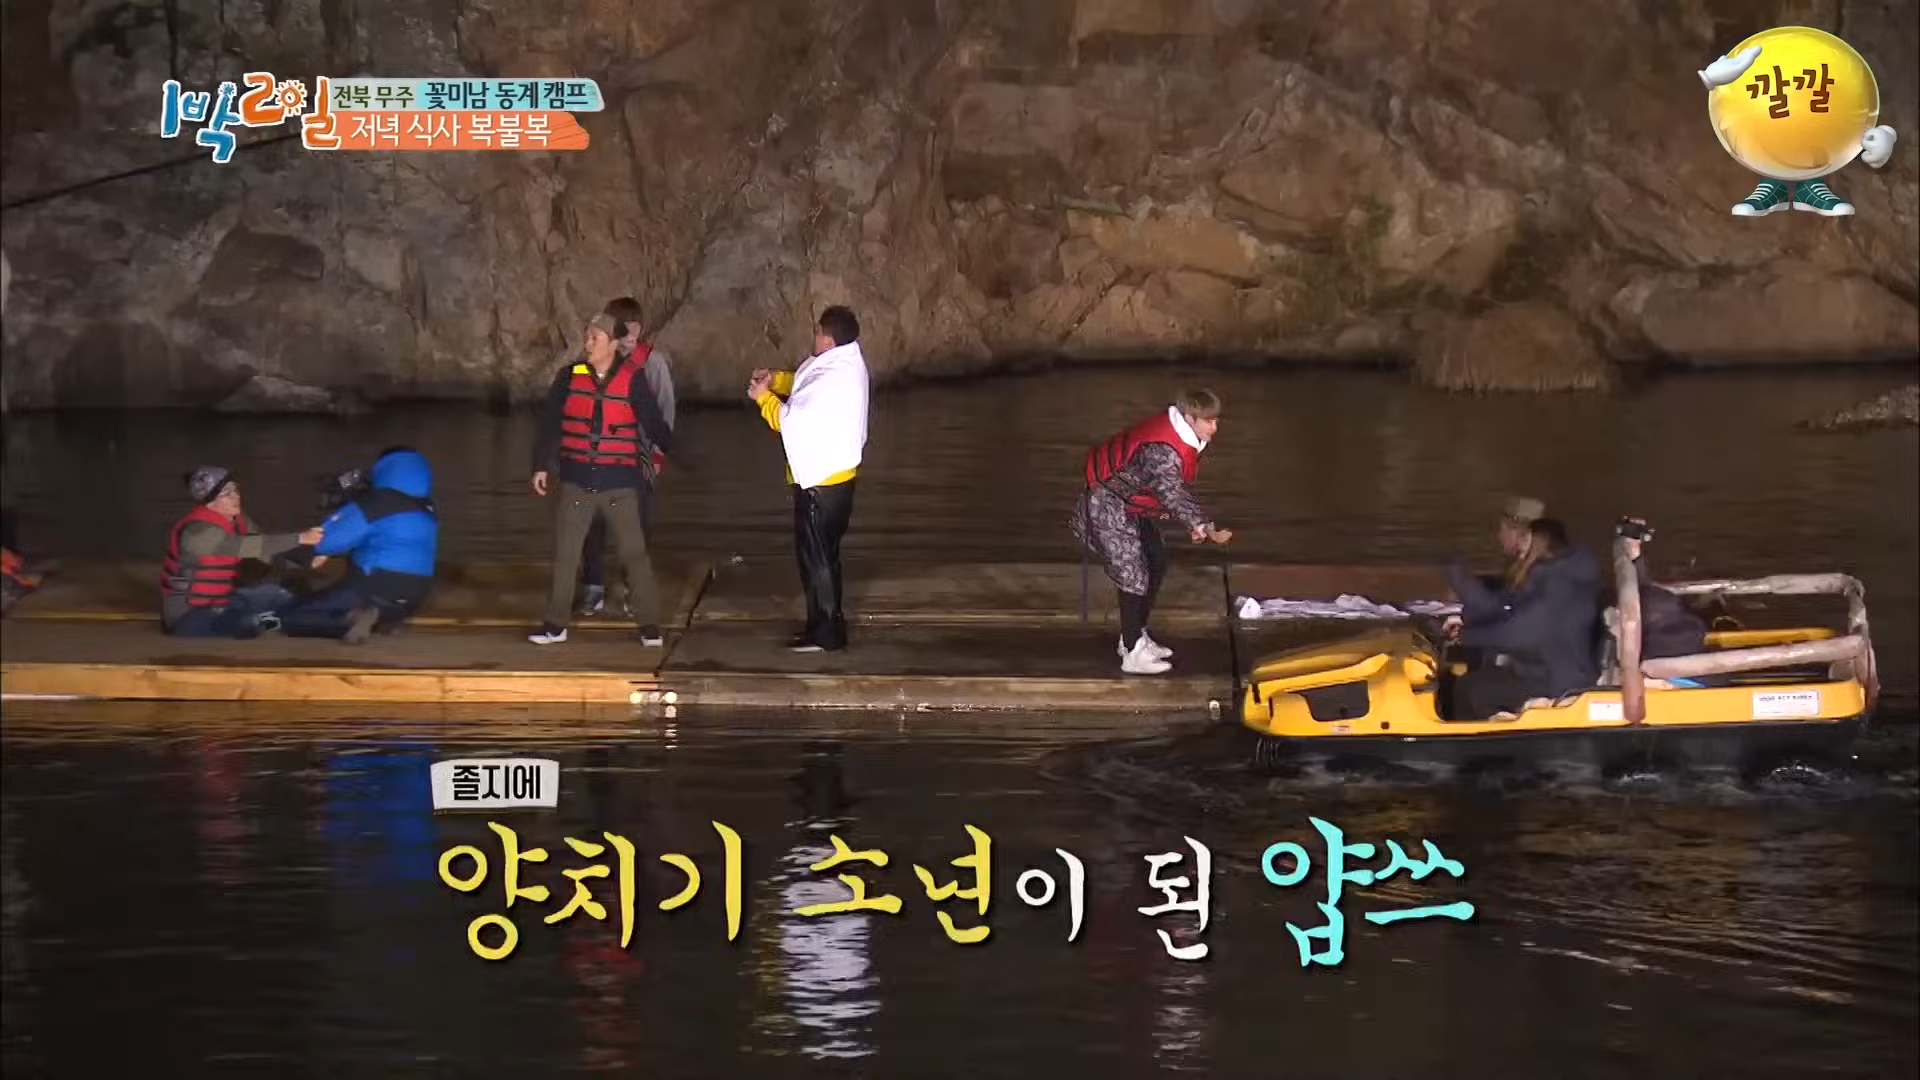 1박2일
전북 무주 꽃미남 동계 캠프
저녁 식사 복불복
깔깔
졸지에
양치기 소년이 된 얍쓰